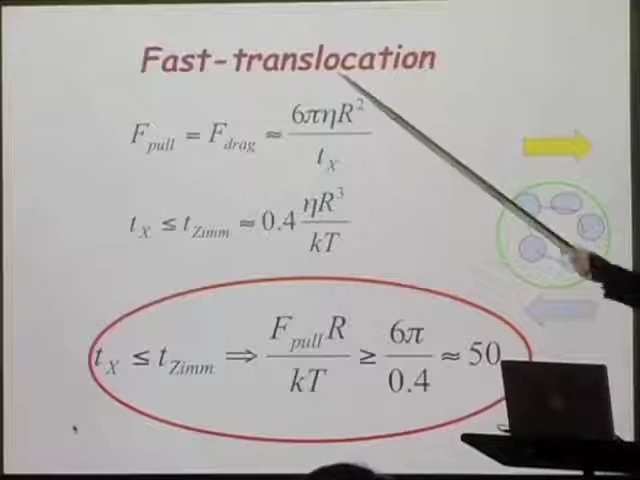 Fast-translocation
F_pull = F_drag ≈ 6πηR²/t_X
t_X ≤ t_Zimm ≈ 0.4 ηR³/kT
t_X ≤ t_Zimm ⇒ F_pull R/kT ≥ 6π/0.4 ≈ 50